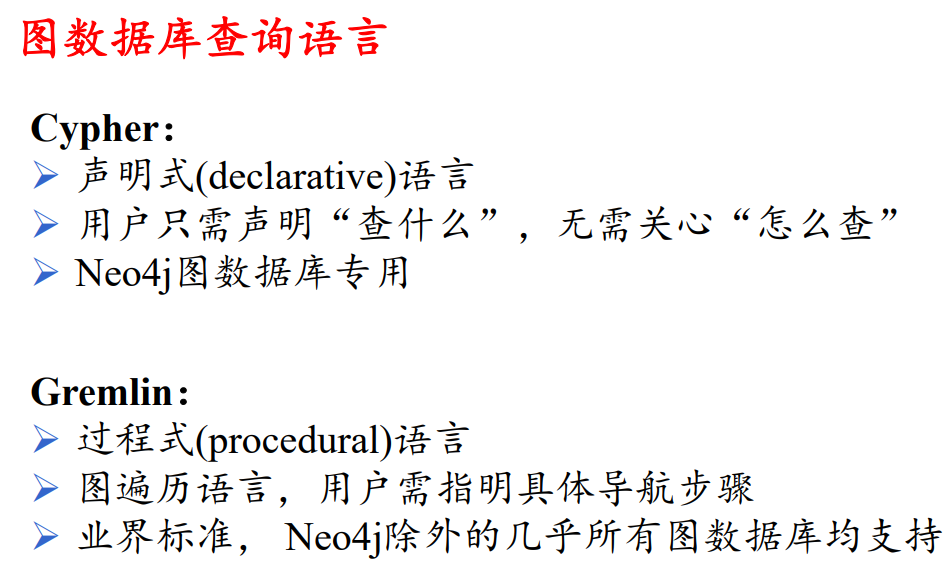 图数据库查询语言
Cypher：
➢ 声明式(declarative)语言
➢ 用户只需声明“查什么”，无需关心“怎么查”
➢ Neo4j图数据库专用
Gremlin：
➢ 过程式(procedural)语言
➢ 图遍历语言，用户需指明具体导航步骤
➢ 业界标准， Neo4j除外的几乎所有图数据库均支持